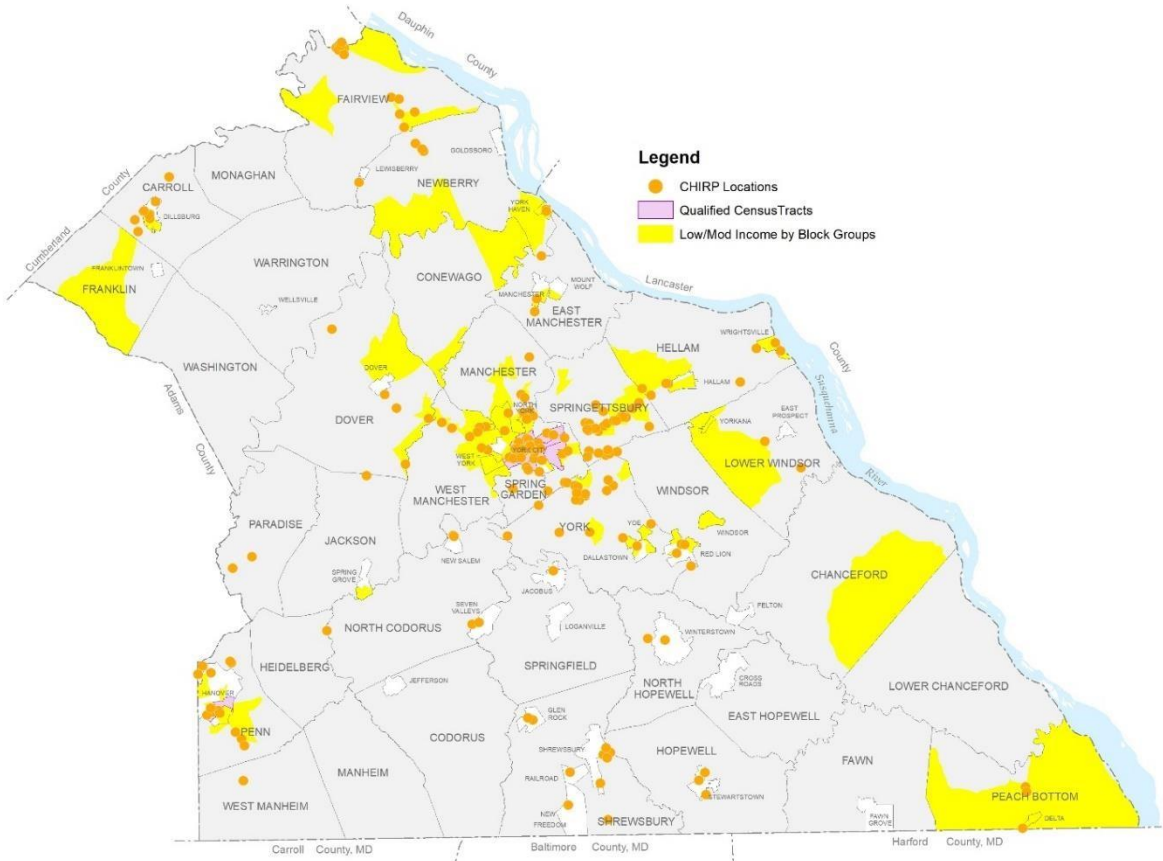 Dauphin
County
FAIRVIEW
GOLDSBORO
LEWISBERRY
NEWBERRY
MONAGHAN
CARROLL
DILLSBURG
County
Cumberland
FRANKLINTOWN
FRANKLIN
WARRINGTON
WELLSVILLE
YORK
HAVEN
CONEWAGO
MOUNT
WOLF
MANCHESTER
EAST
MANCHESTER
Legend
CHIRP Locations
Qualified CensusTracts
Low/Mod Income by Block Groups
Lancaster
County
Susquehanna
River
WRIGHTSVILLE
HELLAM
HALLAM
EAST
PROSPECT
YORKANA
LOWER WINDSOR
WASHINGTON
Adams
County
DOVER
DOVER
MANCHESTER
NORTH
YORK
SPRINGETTSBURY
YORK CITY
WEST
YORK
WEST
MANCHESTER
SPRING
GARDEN
WINDSOR
YORK
YOE
WINDSOR
DALLASTOWN
RED LION
PARADISE
JACKSON
NEW SALEM
SPRING
GROVE
JACOBUS
CHANCEFORD
FELTON
SEVEN
VALLEYS
LOGANVILLE
WINTERSTOWN
NORTH CODORUS
HEIDELBERG
SPRINGFIELD
NORTH
HOPEWELL
CROSS
ROADS
LOWER CHANCEFORD
HANOVER
PENN
JEFFERSON
CODORUS
GLEN
ROCK
EAST HOPEWELL
SHREWSBURY
HOPEWELL
FAWN
MANHEIM
WEST MANHEIM
RAILROAD
STEWARTSTOWN
NEW
FREEDOM
SHREWSBURY
FAWN
GROVE
PEACH BOTTOM
DELTA
Carroll County, MD
Baltimore County, MD
Harford County, MD